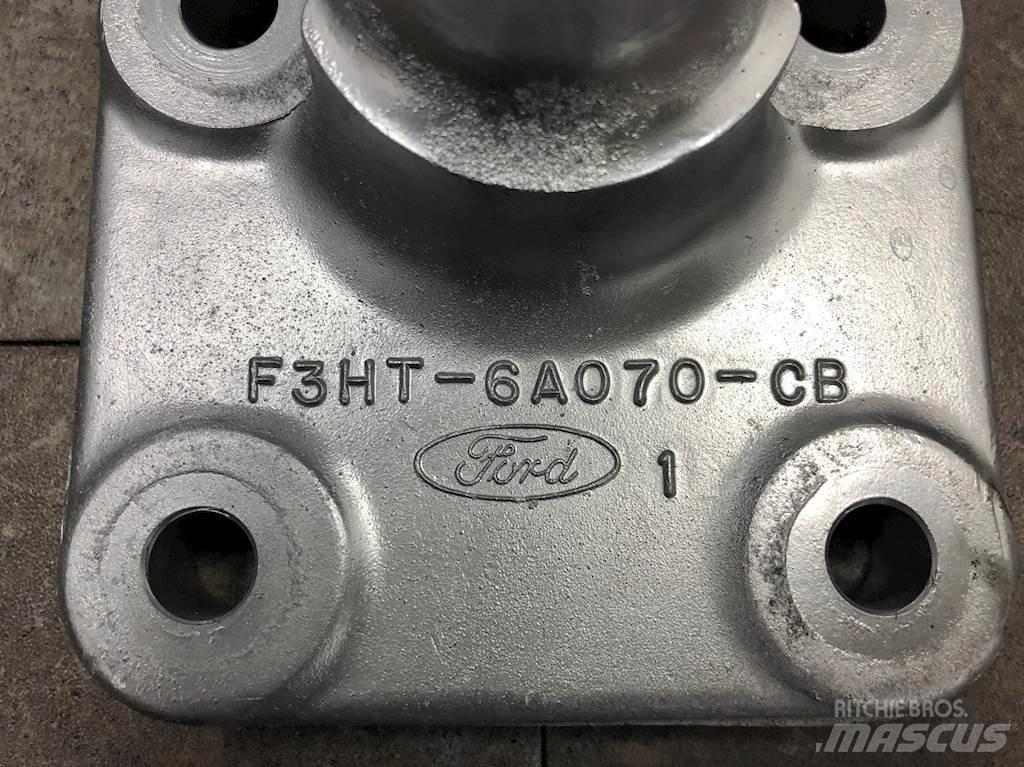 F3HT-6A070-CB
Ford 1
RITCHIE BROS.
MASCUS